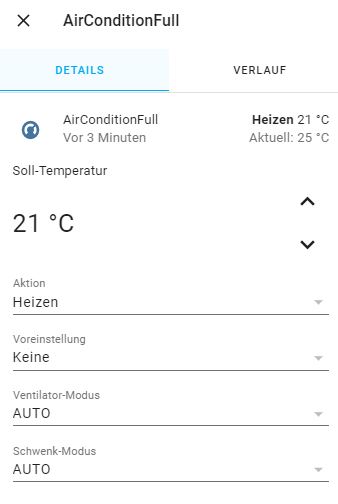 AirConditionFull
DETAILS VERLAUF
AirConditionFull Heizen 21 °C
Vor 3 Minuten Aktuell: 25 °C
Soll-Temperatur
21 °C
Aktion
Heizen
Voreinstellung
Keine
Ventilator-Modus
AUTO
Schwenk-Modus
AUTO